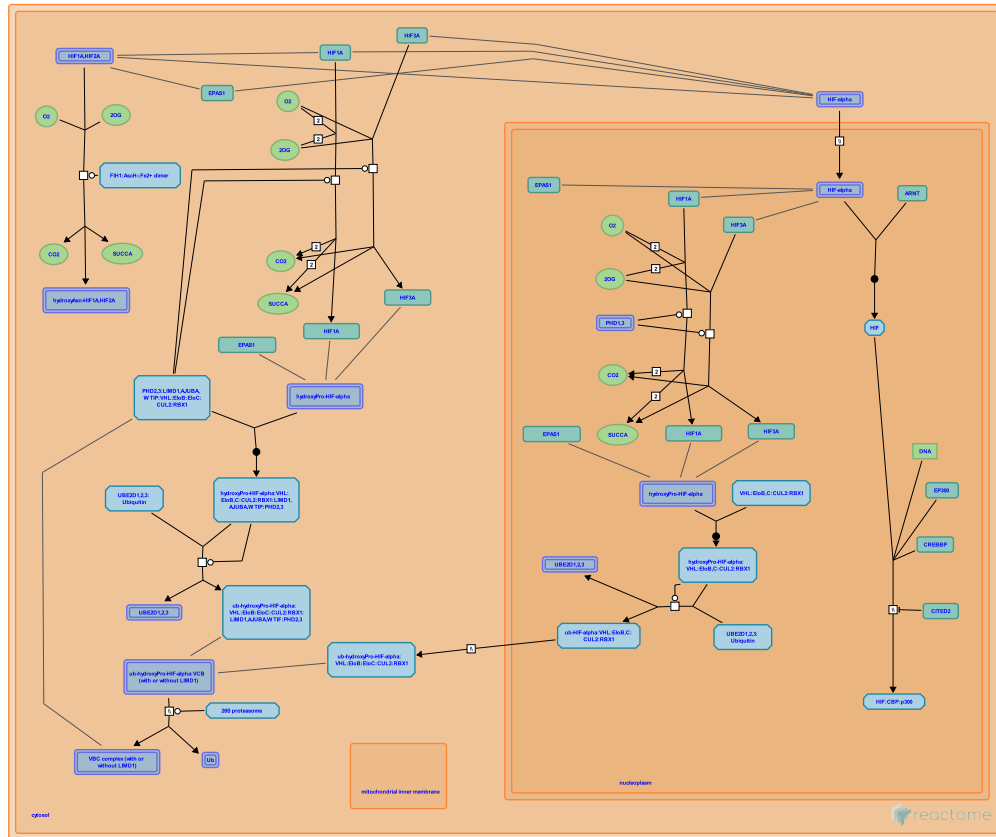 HIF3A
HIF1A
HIF1A,HIF2A
EPAS1
HIF-alpha
O2
O2
2OG
2
2
2OG
FIH1:AscH-:Fe2+ dimer
HIF-alpha
EPAS1
HIF1A
ARNT
HIF3A
O2
2
CO2
SUCCA
2
CO2
2
2OG
2
hydroxyAsn-HIF1A,HIF2A
SUCCA
HIF3A
PHD1,3
HIF
HIF1A
EPAS1
CO2
2
2
PHD2,3:LIMD1,AJUBA,
WTIP:VHL:EloB:EloC:
CUL2:RBX1
hydroxyPro-HIF-alpha
EPAS1
SUCCA
HIF1A
HIF3A
DNA
UBE2D1,2,3:
Ubiquitin
hydroxyPro-HIF-alpha:VHL:
EloB,C:CUL2:RBX1:LIMD1,
AJUBA,WTIP:PHD2,3
hydroxyPro-HIF-alpha
VHL:EloB,C:CUL2:RBX1
EP300
CREBBP
UBE2D1,2,3
hydroxyPro-HIF-alpha:
VHL:EloB,C:CUL2:RBX1
UBE2D1,2,3
ub-hydroxyPro-HIF-alpha:
VHL:EloB:EloC:CUL2:RBX1:
LIMD1,AJUBA,WTIP:PHD2,3
CITED2
ub-HIF-alpha:VHL:EloB,C:
CUL2:RBX1
UBE2D1,2,3:
Ubiquitin
ub-hydroxyPro-HIF-alpha:VCB
(with or without LIMD1)
ub-hydroxyPro-HIF-alpha:
VHL:EloB:EloC:CUL2:RBX1
26S proteasome
HIF:CBP:p300
VBC complex (with or
without LIMD1)
Ub
mitochondrial inner membrane
nucleoplasm
cytosol
reactome